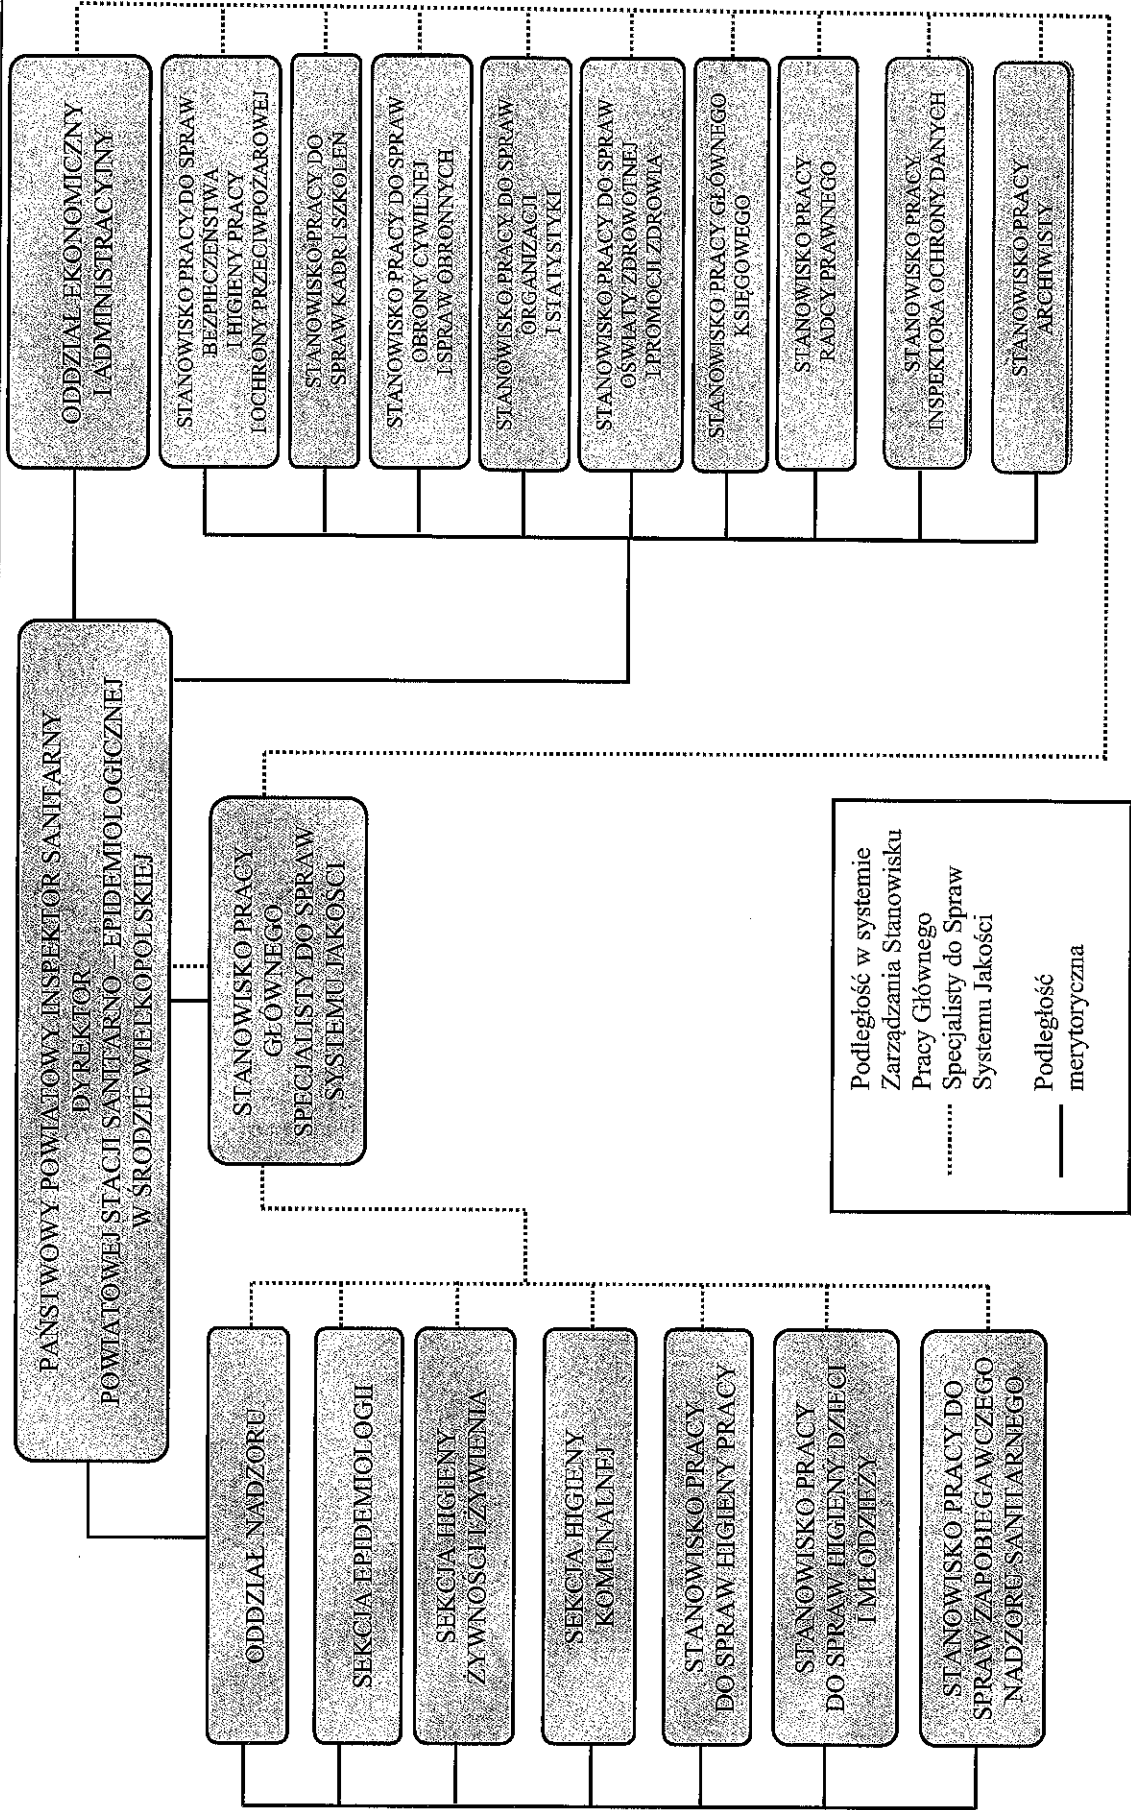 PAŃSTWOWY POWIATOWY INSPEKTOR SANITARNY
DYREKTOR
POWIATOWEJ STACJI SANITARNO – EPIDEMIOLOGICZNEJ
W ŚRODZIE WIELKOPOLSKIEJ
STANOWISKO PRACY
GŁÓWNEGO
SPECJALISTY DO SPRAW
SYSTEMU JAKOŚCI
ODDZIAŁ NADZORU
SEKCJA EPIDEMIOLOGII
SEKCJA HIGIENY
ŻYWNOŚCI I ŻYWIENIA
SEKCJA HIGIENY
KOMUNALNEJ
STANOWISKO PRACY
DO SPRAW HIGIENY PRACY
STANOWISKO PRACY
DO SPRAW HIGIENY DZIECI
I MŁODZIEŻY
STANOWISKO PRACY DO
SPRAW ZAPOBIEGAWCZEGO
NADZORU SANITARNEGO
ODDZIAŁ EKONOMICZNY
I ADMINISTRACYJNY
STANOWISKO PRACY DO SPRAW
BEZPIECZEŃSTWA
I HIGIENY PRACY
I OCHRONY PRZECIWPOŻAROWEJ
STANOWISKO PRACY DO
SPRAW KADR I SZKOLEŃ
STANOWISKO PRACY DO SPRAW
OBRONY CYWILNEJ
I SPRAW OBRONNYCH
STANOWISKO PRACY DO SPRAW
ORGANIZACJI
I STATYSTYKI
STANOWISKO PRACY DO SPRAW
OŚWIATY ZDROWOTNEJ
I PROMOCJI ZDROWIA
STANOWISKO PRACY GŁÓWNEGO
KSIĘGOWEGO
STANOWISKO PRACY
RADCY PRAWNEGO
STANOWISKO PRACY
INSPEKTORA OCHRONY DANYCH
STANOWISKO PRACY
ARCHIWISTY
Podległość w systemie
Zarządzania Stanowisku
Pracy Głównego
Specjalisty do Spraw
Systemu Jakości
Podległość
merytoryczna